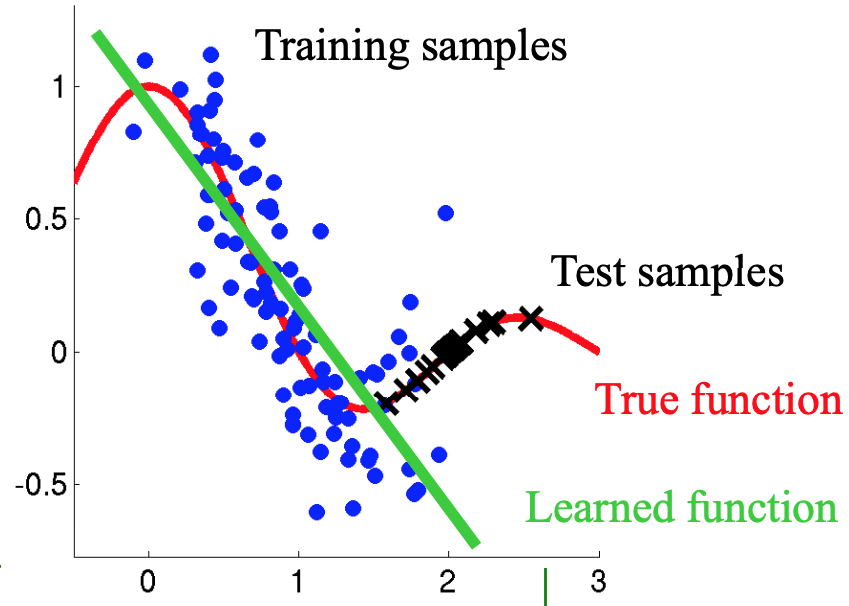 Training samples
1
0.5
Test samples
0
True function
-0.5
Learned function
0 1 2 3